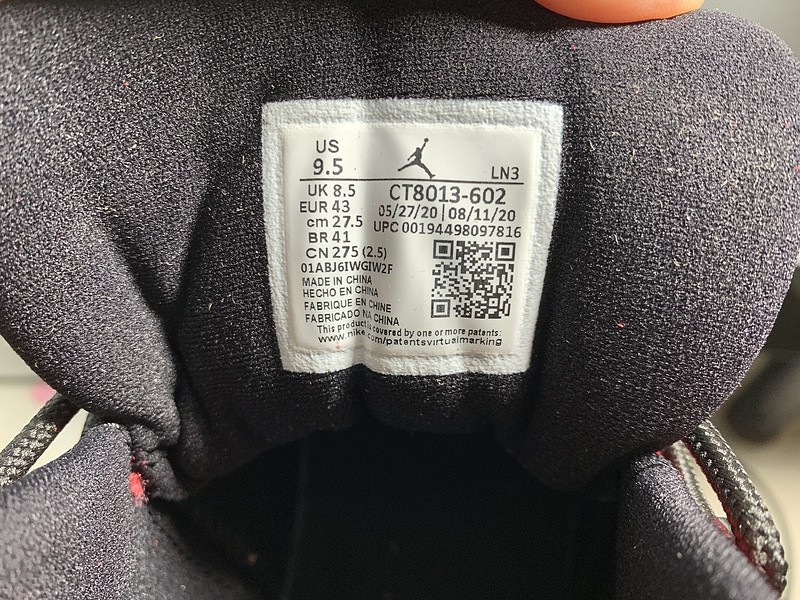 US
9.5
LN3
UK 8.5
EUR 43
cm 27.5
BR 41
CN 275 (2.5)
01ABJ6IWGIW2F
MADE IN CHINA
HECHO EN CHINA
FABRIQUE EN CHINE
FABRICADO NA CHINA
CT8013-602
05/27/20 | 08/11/20
UPC 00194498097816
This product is covered by one or more patents:
www.nike.com/patentsvirtualmarking